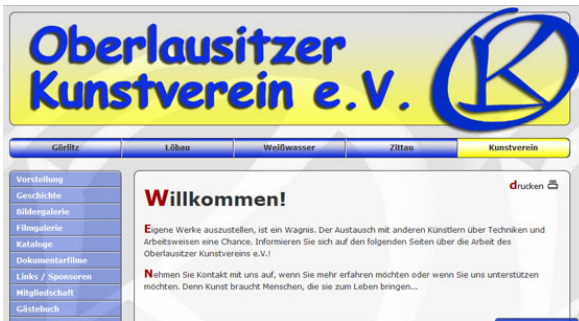 Oberlausitzer
Kunstverein e.V.
Görlitz
Löbau
Weißwasser
Zittau
Kunstverein
Vorstellung
Geschichte
Bildergalerie
Filmgalerie
Kataloge
Dokumentarfilme
Links / Sponsoren
Mitgliedschaft
Gästebuch
drucken
Willkommen!
Eigene Werke auszustellen, ist ein Wagnis. Der Austausch mit anderen Künstlern über Techniken und
Arbeitsweisen eine Chance. Informieren Sie sich auf den folgenden Seiten über die Arbeit des
Oberlausitzer Kunstvereins e.V.!
Nehmen Sie Kontakt mit uns auf, wenn Sie mehr erfahren möchten oder wenn Sie uns unterstützen
möchten. Denn Kunst braucht Menschen, die sie zum Leben bringen...